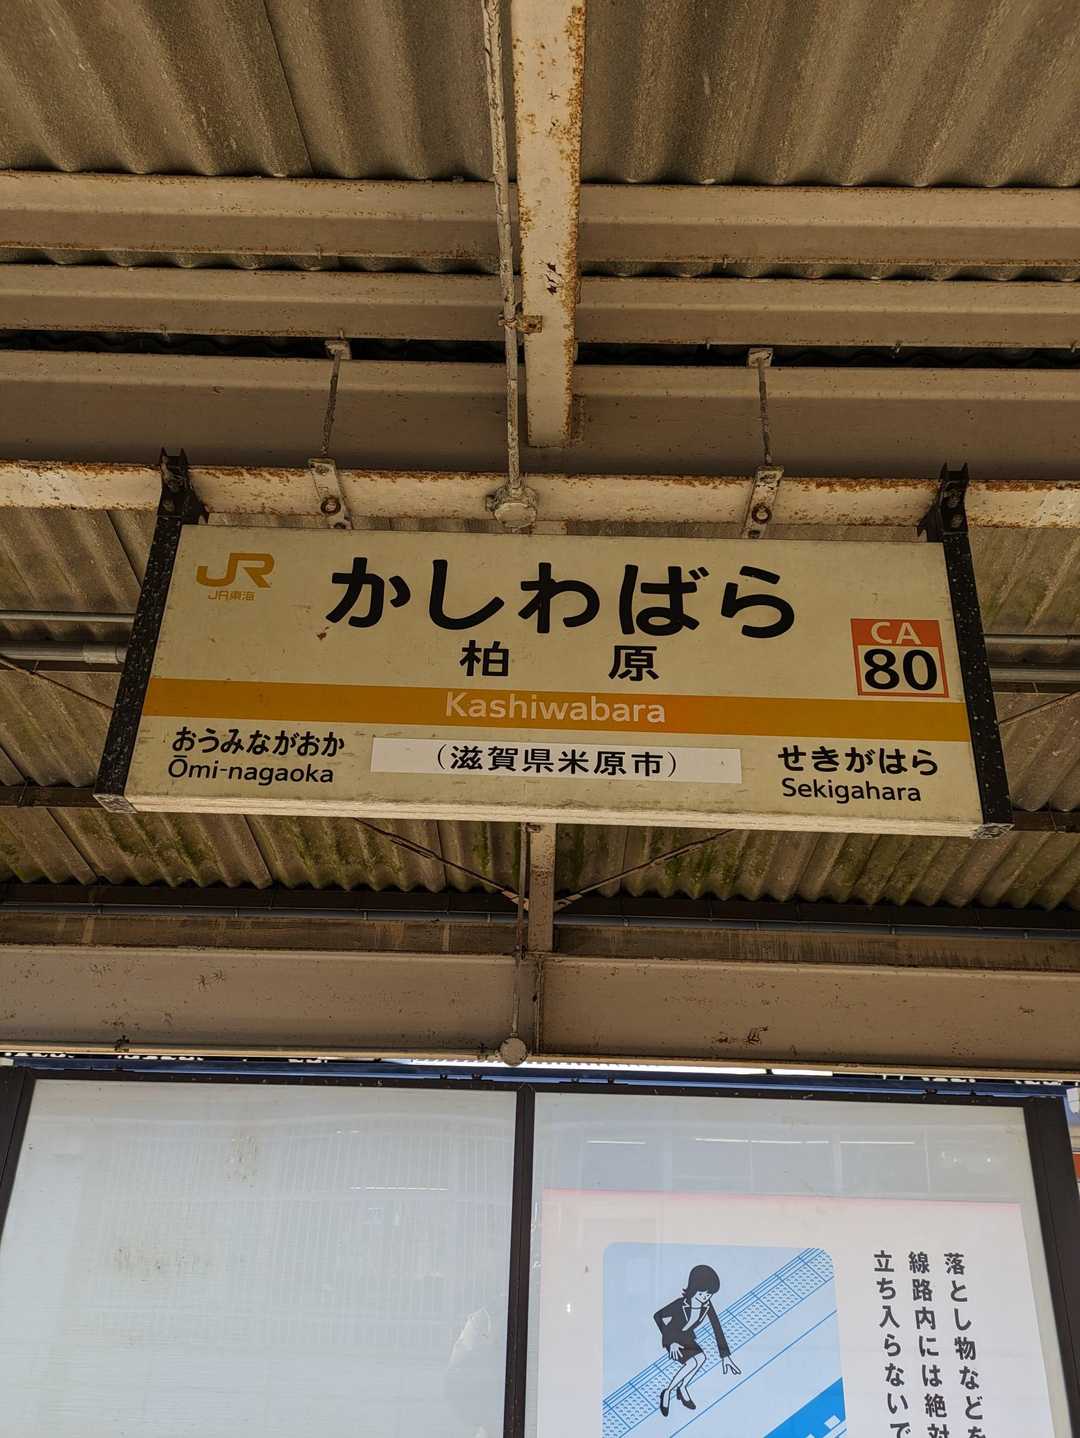 JR
JR東海
かしわばら
柏原
CA
80
Kashiwabara
おうみながおか
Ōmi-nagaoka
(滋賀県米原市)
せきがはら
Sekigahara
落とし物などを
線路内には絶対
立ち入らないで